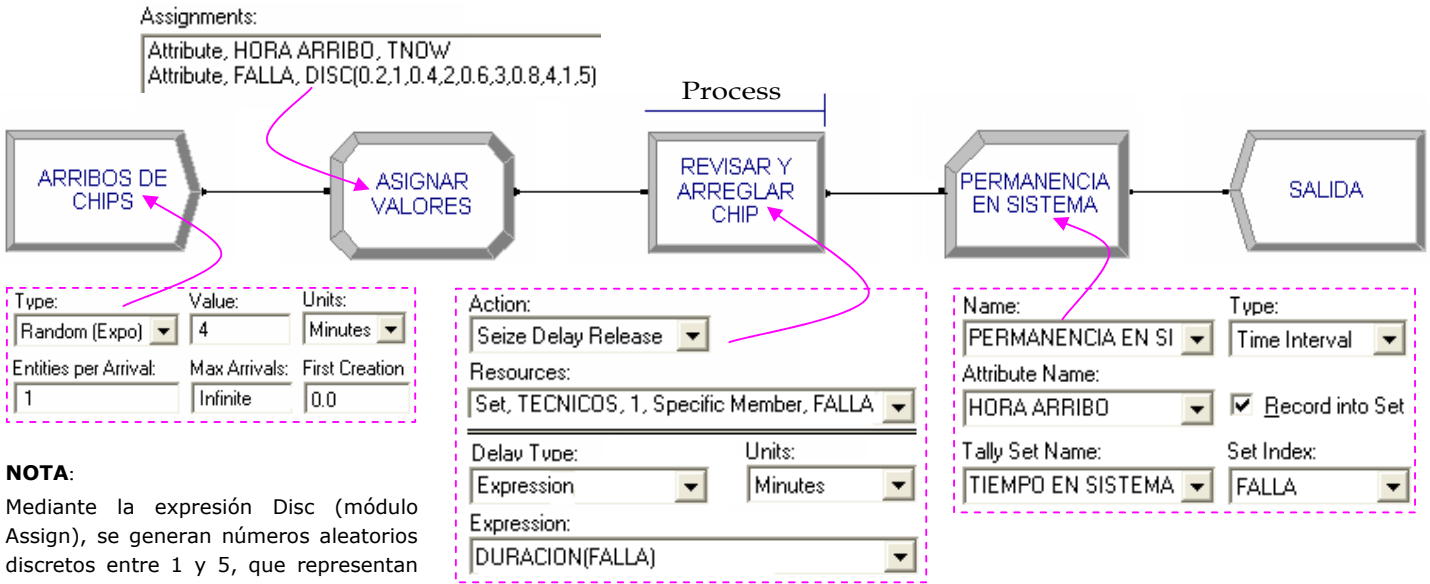 Assignments:
Attribute, HORA ARRIBO, TNOW
Attribute, FALLA, DISC(0.2,1,0.4,2,0.6,3,0.8,4,1,5)
Process
ARRIBOS DE
CHIPS
ASIGNAR
VALORES
REVISAR Y
ARREGLAR
CHIP
PERMANENCIA
EN SISTEMA
SALIDA
Type: Value: Units:
Random (Expo) 4 Minutes
Entities per Arrival: Max Arrivals: First Creation
1 Infinite 0.0
Action:
Seize Delay Release
Resources:
Set, TECNICOS, 1, Specific Member, FALLA
Delay Type: Units:
Expression Minutes
Expression:
DURACION(FALLA)
Name: Type:
PERMANENCIA EN SI Time Interval
Attribute Name:
HORA ARRIBO Record into Set
Tally Set Name: Set Index:
TIEMPO EN SISTEMA FALLA
NOTA:
Mediante la expresión Disc (módulo
Assign), se generan números aleatorios
discretos entre 1 y 5, que representan